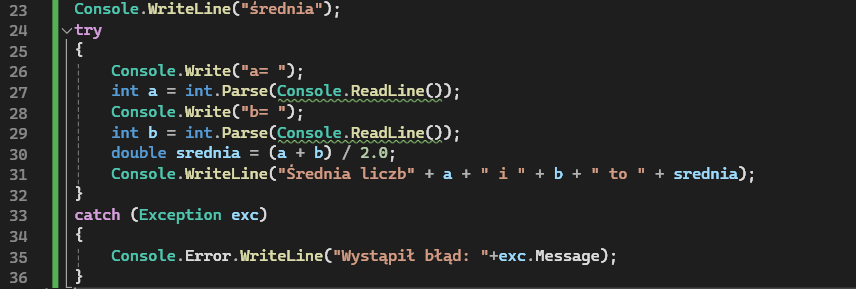 23 Console.WriteLine("średnia");
24 try
25 {
26 Console.Write("a= ");
27 int a = int.Parse(Console.ReadLine());
28 Console.Write("b= ");
29 int b = int.Parse(Console.ReadLine());
30 double srednia = (a + b) / 2.0;
31 Console.WriteLine("Średnia liczb" + a + " i " + b + " to " + srednia);
32 }
33 catch (Exception exc)
34 {
35 Console.Error.WriteLine("Wystąpił błąd: "+exc.Message);
36 }